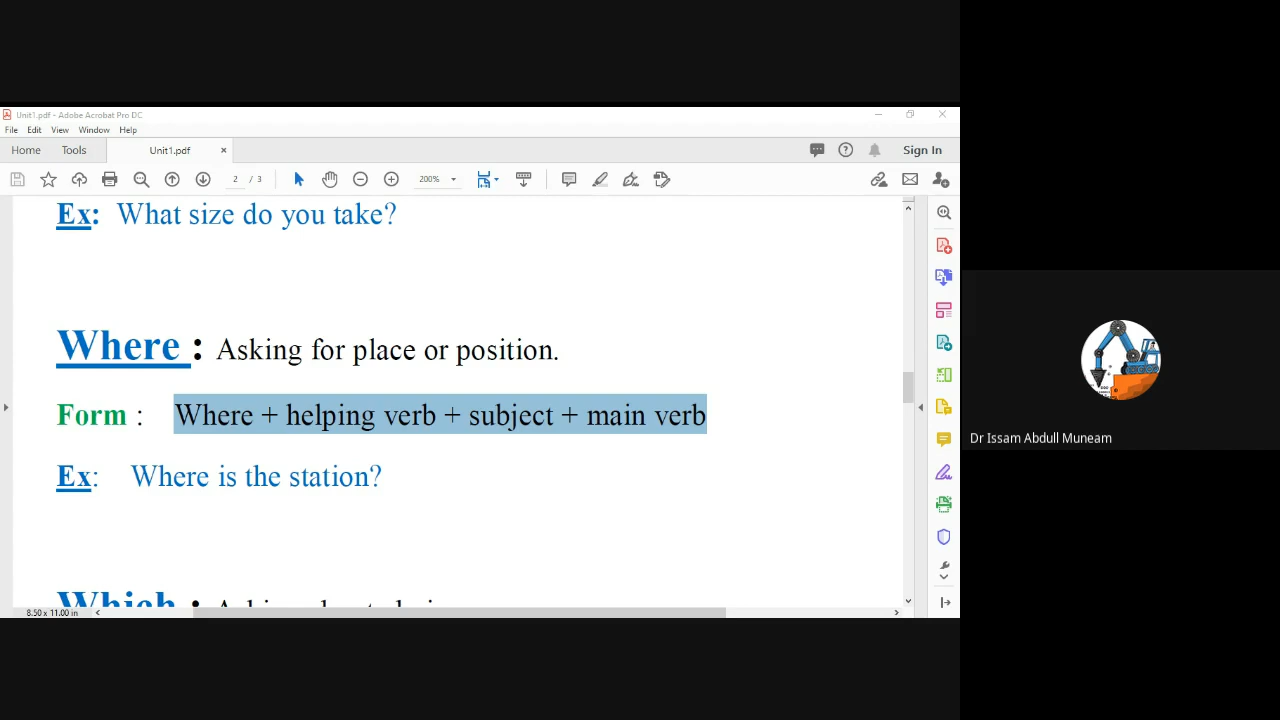 Unit1.pdf - Adobe Acrobat Pro DC
File Edit View Window Help
Home Tools Unit1.pdf × Sign In
2 / 3 200%
Ex: What size do you take?
Where : Asking for place or position.
Form : Where + helping verb + subject + main verb
Ex: Where is the station?
Which :
8.50 x 11.00 in
Dr Issam Abdull Muneam